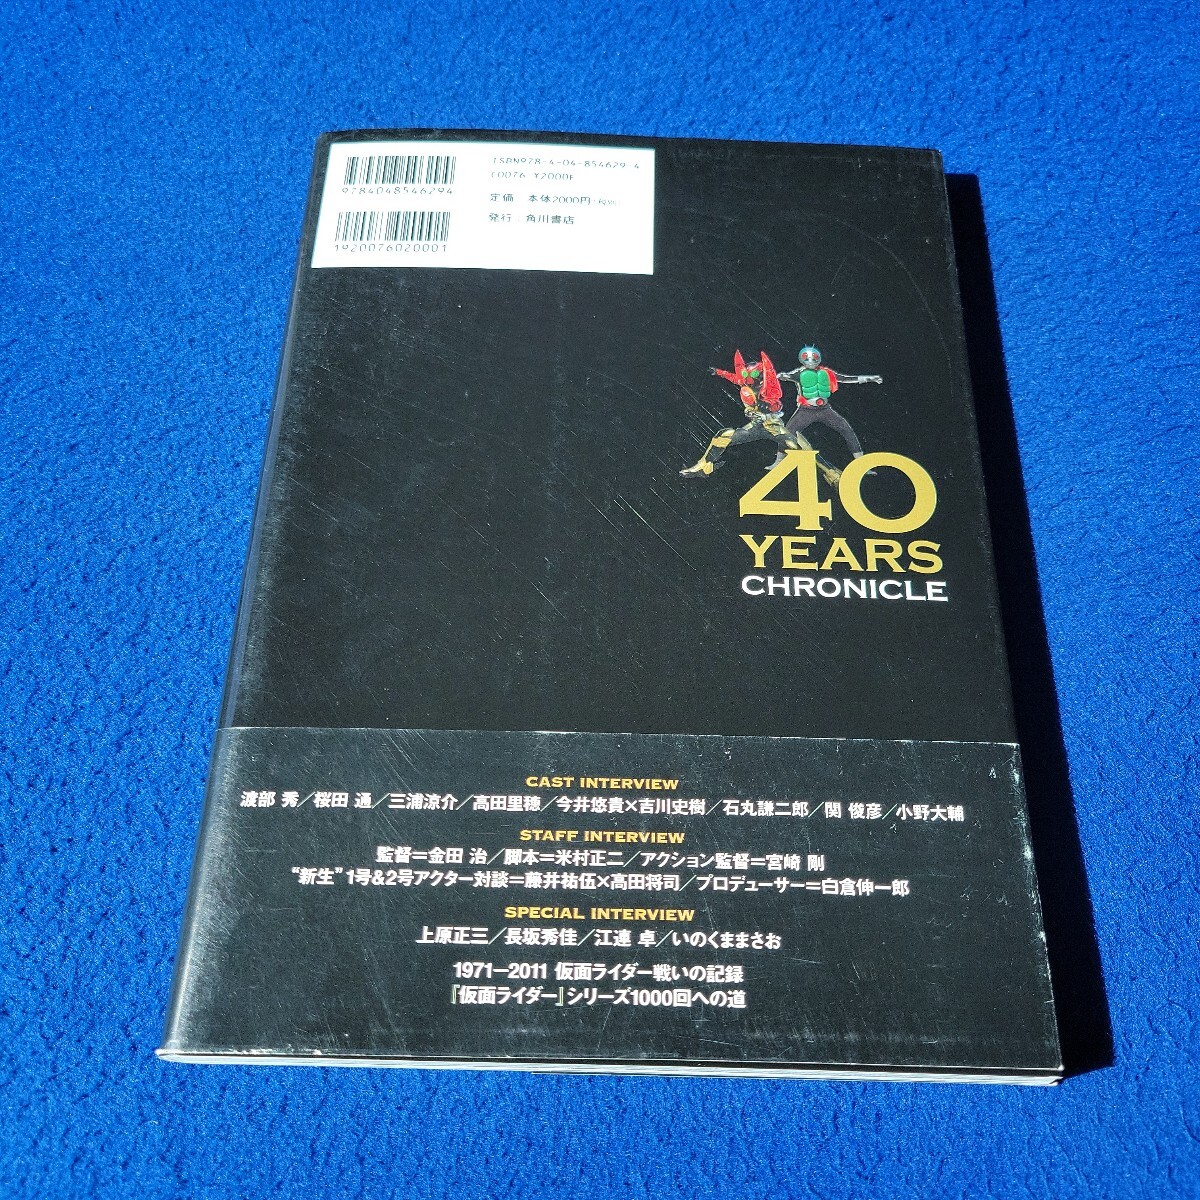 9784048546294
1920076020001
ISBN978-4-04-854629-4
C0076 ¥2000E
定価 本体2000円
発行 角川書店
40
YEARS
CHRONICLE
CAST INTERVIEW
渡部 秀／桜田 通／三浦涼介／高田里穂／今井悠貴×吉川史樹／石丸謙二郎／関 俊彦／小野大輔
STAFF INTERVIEW
監督=金田 治／脚本=米村正二／アクション監督=宮崎 剛
“新生”1号&2号アクター対談=藤井祐伍×高田将司／プロデューサー=白倉伸一郎
SPECIAL INTERVIEW
上原正三／長坂秀佳／江連 卓／いのくままさお
1971—2011 仮面ライダー戦いの記録
『仮面ライダー』シリーズ1000回への道